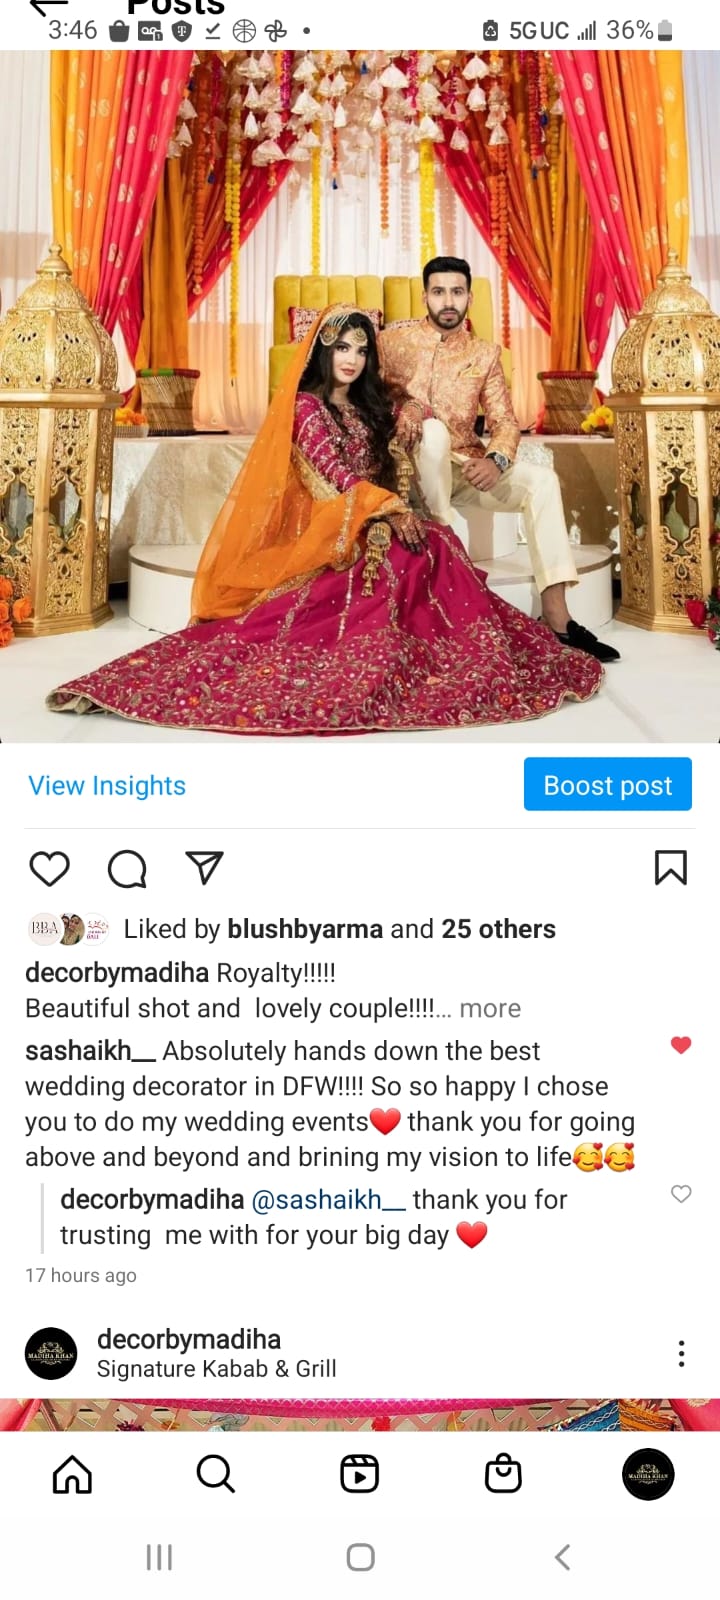 Posts
3:46
5G UC
36%
View Insights
Boost post
BBA
Liked by blushbyarma and 25 others
decorbymadiha Royalty!!!!!
Beautiful shot and  lovely couple!!!!... more
sashaikh__ Absolutely hands down the best
wedding decorator in DFW!!!! So so happy I chose
you to do my wedding events❤️ thank you for going
above and beyond and brining my vision to life🥰🥰
decorbymadiha @sashaikh__ thank you for
trusting  me with for your big day ❤️
17 hours ago
MADIHA KHAN
decorbymadiha
Signature Kabab & Grill
MADIHA KHAN